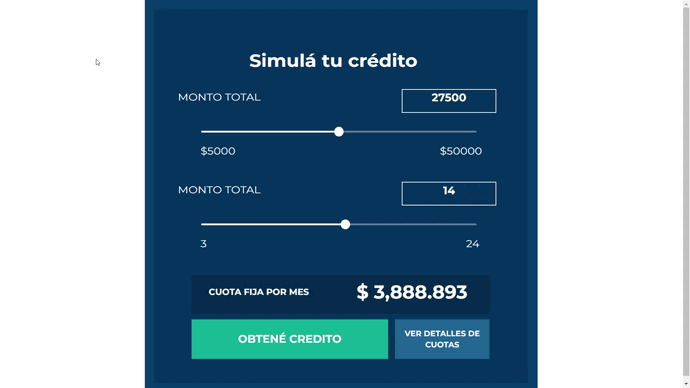 Simulá tu crédito
MONTO TOTAL
27500
$5000
$50000
MONTO TOTAL
14
3
24
CUOTA FIJA POR MES
$ 3,888.893
OBTENÉ CREDITO
VER DETALLES DE
CUOTAS